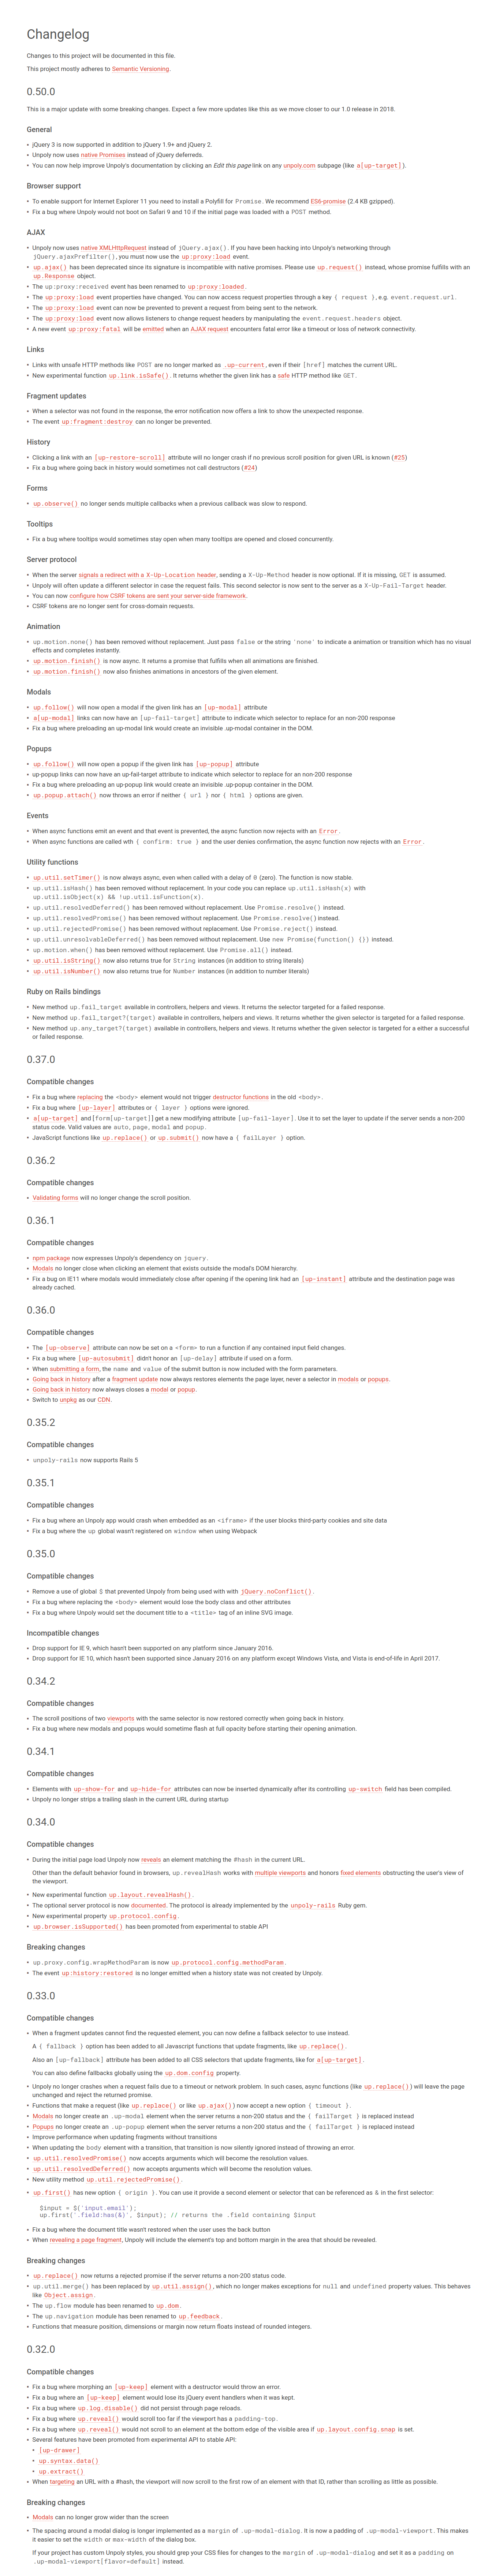 Changelog
Changes to this project will be documented in this file.
This project mostly adheres to Semantic Versioning.
0.50.0
This is a major update with some breaking changes. Expect a few more updates like this as we move closer to our 1.0 release in 2018.
General
• jQuery 3 is now supported in addition to jQuery 1.9+ and jQuery 2.
• Unpoly now uses native Promises instead of jQuery deferreds.
• You can now help improve Unpoly's documentation by clicking an Edit this page link on any unpoly.com subpage (like a[up-target]).
Browser support
• To enable support for Internet Explorer 11 you need to install a Polyfill for Promise. We recommend ES6-promise (2.4 KB gzipped).
• Fix a bug where Unpoly would not boot on Safari 9 and 10 if the initial page was loaded with a POST method.
AJAX
• Unpoly now uses native XMLHttpRequest instead of jQuery.ajax(). If you have been hacking into Unpoly's networking through
jQuery.ajaxPrefilter(), you must now use the up:proxy:load event.
• up.ajax() has been deprecated since its signature is incompatible with native promises. Please use up.request() instead, whose promise fulfills with an
up.Response object.
• The up:proxy:received event has been renamed to up:proxy:loaded.
• The up:proxy:load event properties have changed. You can now access request properties through a key { request }, e.g. event.request.url.
• The up:proxy:load event can now be prevented to prevent a request from being sent to the network.
• The up:proxy:load event now allows listeners to change request headers by manipulating the event.request.headers object.
• A new event up:proxy:fatal will be emitted when an AJAX request encounters fatal error like a timeout or loss of network connectivity.
Links
• Links with unsafe HTTP methods like POST are no longer marked as .up-current, even if their [href] matches the current URL.
• New experimental function up.link.isSafe(). It returns whether the given link has a safe HTTP method like GET.
Fragment updates
• When a selector was not found in the response, the error notification now offers a link to show the unexpected response.
• The event up:fragment:destroy can no longer be prevented.
History
• Clicking a link with an [up-restore-scroll] attribute will no longer crash if no previous scroll position for given URL is known (#25)
• Fix a bug where going back in history would sometimes not call destructors (#24)
Forms
• up.observe() no longer sends multiple callbacks when a previous callback was slow to respond.
Tooltips
• Fix a bug where tooltips would sometimes stay open when many tooltips are opened and closed concurrently.
Server protocol
• When the server signals a redirect with a X-Up-Location header, sending a X-Up-Method header is now optional. If it is missing, GET is assumed.
• Unpoly will often update a different selector in case the request fails. This second selector is now sent to the server as a X-Up-Fail-Target header.
• You can now configure how CSRF tokens are sent your server-side framework.
• CSRF tokens are no longer sent for cross-domain requests.
Animation
• up.motion.none() has been removed without replacement. Just pass false or the string 'none' to indicate a animation or transition which has no visual
effects and completes instantly.
• up.motion.finish() is now async. It returns a promise that fulfills when all animations are finished.
• up.motion.finish() now also finishes animations in ancestors of the given element.
Modals
• up.follow() will now open a modal if the given link has an [up-modal] attribute
• a[up-modal] links can now have an [up-fail-target] attribute to indicate which selector to replace for an non-200 response
• Fix a bug where preloading an up-modal link would create an invisible .up-modal container in the DOM.
Popups
• up.follow() will now open a popup if the given link has [up-popup] attribute
• up-popup links can now have an up-fail-target attribute to indicate which selector to replace for an non-200 response
• Fix a bug where preloading an up-popup link would create an invisible .up-popup container in the DOM.
• up.popup.attach() now throws an error if neither { url } nor { html } options are given.
Events
• When async functions emit an event and that event is prevented, the async function now rejects with an Error.
• When async functions are called with { confirm: true } and the user denies confirmation, the async function now rejects with an Error.
Utility functions
• up.util.setTimer() is now always async, even when called with a delay of 0 (zero). The function is now stable.
• up.util.isHash() has been removed without replacement. In your code you can replace up.util.isHash(x) with
up.util.isObject(x) && !up.util.isFunction(x).
• up.util.resolvedDeferred() has been removed without replacement. Use Promise.resolve() instead.
• up.util.resolvedPromise() has been removed without replacement. Use Promise.resolve() instead.
• up.util.rejectedPromise() has been removed without replacement. Use Promise.reject() instead.
• up.util.unresolvableDeferred() has been removed without replacement. Use new Promise(function() {}) instead.
• up.motion.when() has been removed without replacement. Use Promise.all() instead.
• up.util.isString() now also returns true for String instances (in addition to string literals)
• up.util.isNumber() now also returns true for Number instances (in addition to number literals)
Ruby on Rails bindings
• New method up.fail_target available in controllers, helpers and views. It returns the selector targeted for a failed response.
• New method up.fail_target?(target) available in controllers, helpers and views. It returns whether the given selector is targeted for a failed response.
• New method up.any_target?(target) available in controllers, helpers and views. It returns whether the given selector is targeted for a either a successful
or failed response.
0.37.0
Compatible changes
• Fix a bug where replacing the <body> element would not trigger destructor functions in the old <body>.
• Fix a bug where [up-layer] attributes or { layer } options were ignored.
• a[up-target] and [form[up-target]] get a new modifying attribute [up-fail-layer]. Use it to set the layer to update if the server sends a non-200
status code. Valid values are auto, page, modal and popup.
• JavaScript functions like up.replace() or up.submit() now have a { failLayer } option.
0.36.2
Compatible changes
• Validating forms will no longer change the scroll position.
0.36.1
Compatible changes
• npm package now expresses Unpoly's dependency on jquery.
• Modals no longer close when clicking an element that exists outside the modal's DOM hierarchy.
• Fix a bug on IE11 where modals would immediately close after opening if the opening link had an [up-instant] attribute and the destination page was
already cached.
0.36.0
Compatible changes
• The [up-observe] attribute can now be set on a <form> to run a function if any contained input field changes.
• Fix a bug where [up-autosubmit] didn't honor an [up-delay] attribute if used on a form.
• When submitting a form, the name and value of the submit button is now included with the form parameters.
• Going back in history after a fragment update now always restores elements the page layer, never a selector in modals or popups.
• Going back in history now always closes a modal or popup.
• Switch to unpkg as our CDN.
0.35.2
Compatible changes
• unpoly-rails now supports Rails 5
0.35.1
Compatible changes
• Fix a bug where an Unpoly app would crash when embedded as an <iframe> if the user blocks third-party cookies and site data
• Fix a bug where the up global wasn't registered on window when using Webpack
0.35.0
Compatible changes
• Remove a use of global $ that prevented Unpoly from being used with with jQuery.noConflict().
• Fix a bug where replacing the <body> element would lose the body class and other attributes
• Fix a bug where Unpoly would set the document title to a <title> tag of an inline SVG image.
Incompatible changes
• Drop support for IE 9, which hasn't been supported on any platform since January 2016.
• Drop support for IE 10, which hasn't been supported since January 2016 on any platform except Windows Vista, and Vista is end-of-life in April 2017.
0.34.2
Compatible changes
• The scroll positions of two viewports with the same selector is now restored correctly when going back in history.
• Fix a bug where new modals and popups would sometime flash at full opacity before starting their opening animation.
0.34.1
Compatible changes
• Elements with up-show-for and up-hide-for attributes can now be inserted dynamically after its controlling up-switch field has been compiled.
• Unpoly no longer strips a trailing slash in the current URL during startup
0.34.0
Compatible changes
• During the initial page load Unpoly now reveals an element matching the #hash in the current URL.
Other than the default behavior found in browsers, up.revealHash works with multiple viewports and honors fixed elements obstructing the user's view of
the viewport.
• New experimental function up.layout.revealHash().
• The optional server protocol is now documented. The protocol is already implemented by the unpoly-rails Ruby gem.
• New experimental property up.protocol.config.
• up.browser.isSupported() has been promoted from experimental to stable API
Breaking changes
• up.proxy.config.wrapMethodParam is now up.protocol.config.methodParam.
• The event up:history:restored is no longer emitted when a history state was not created by Unpoly.
0.33.0
Compatible changes
• When a fragment updates cannot find the requested element, you can now define a fallback selector to use instead.
A { fallback } option has been added to all Javascript functions that update fragments, like up.replace().
Also an [up-fallback] attribute has been added to all CSS selectors that update fragments, like for a[up-target].
You can also define fallbacks globally using the up.dom.config property.
• Unpoly no longer crashes when a request fails due to a timeout or network problem. In such cases, async functions (like up.replace()) will leave the page
unchanged and reject the returned promise.
• Functions that make a request (like up.replace() or like up.ajax()) now accept a new option { timeout }.
• Modals no longer create an .up-modal element when the server returns a non-200 status and the { failTarget } is replaced instead
• Popups no longer create an .up-popup element when the server returns a non-200 status and the { failTarget } is replaced instead
• Improve performance when updating fragments without transitions
• When updating the body element with a transition, that transition is now silently ignored instead of throwing an error.
• up.util.resolvedPromise() now accepts arguments which will become the resolution values.
• up.util.resolvedDeferred() now accepts arguments which will become the resolution values.
• New utility method up.util.rejectedPromise().
• up.first() has new option { origin }. You can use it to provide a second element or selector that can be referenced as & in the first selector:
$input = $('input.email');
up.first('.field:has(&)', $input); // returns the .field containing $input
• Fix a bug where the document title wasn't restored when the user uses the back button
• When revealing a page fragment, Unpoly will include the element's top and bottom margin in the area that should be revealed.
Breaking changes
• up.replace() now returns a rejected promise if the server returns a non-200 status code.
• up.util.merge() has been replaced by up.util.assign(), which no longer makes exceptions for null and undefined property values. This behaves
like Object.assign.
• The up.flow module has been renamed to up.dom.
• The up.navigation module has been renamed to up.feedback.
• Functions that measure position, dimensions or margin now return floats instead of rounded integers.
0.32.0
Compatible changes
• Fix a bug where morphing an [up-keep] element with a destructor would throw an error.
• Fix a bug where an [up-keep] element would lose its jQuery event handlers when it was kept.
• Fix a bug where up.log.disable() did not persist through page reloads.
• Fix a bug where up.reveal() would scroll too far if the viewport has a padding-top.
• Fix a bug where up.reveal() would not scroll to an element at the bottom edge of the visible area if up.layout.config.snap is set.
• Several features have been promoted from experimental API to stable API:
• [up-drawer]
• up.syntax.data()
• up.extract()
• When targeting an URL with a #hash, the viewport will now scroll to the first row of an element with that ID, rather than scrolling as little as possible.
Breaking changes
• Modals can no longer grow wider than the screen
• The spacing around a modal dialog is longer implemented as a margin of .up-modal-dialog. It is now a padding of .up-modal-viewport. This makes
it easier to set the width or max-width of the dialog box.
If your project has custom Unpoly styles, you should grep your CSS files for changes to the margin of .up-modal-dialog and set it as a padding on
.up-modal-viewport[flavor=default] instead.